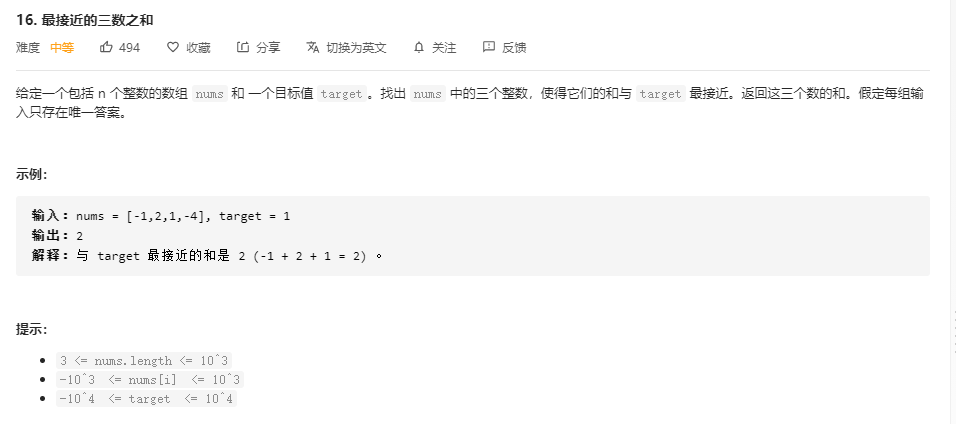 16. 最接近的三数之和
难度 中等 494 收藏 分享 切换为英文 关注 反馈
给定一个包括 n 个整数的数组 nums 和 一个目标值 target。找出 nums 中的三个整数，使得它们的和与 target 最接近。返回这三个数的和。假定每组输
入只存在唯一答案。
示例：
输入：nums = [-1,2,1,-4], target = 1
输出：2
解释：与 target 最接近的和是 2 (-1 + 2 + 1 = 2) 。
提示：
3 <= nums.length <= 10^3
-10^3 <= nums[i] <= 10^3
-10^4 <= target <= 10^4